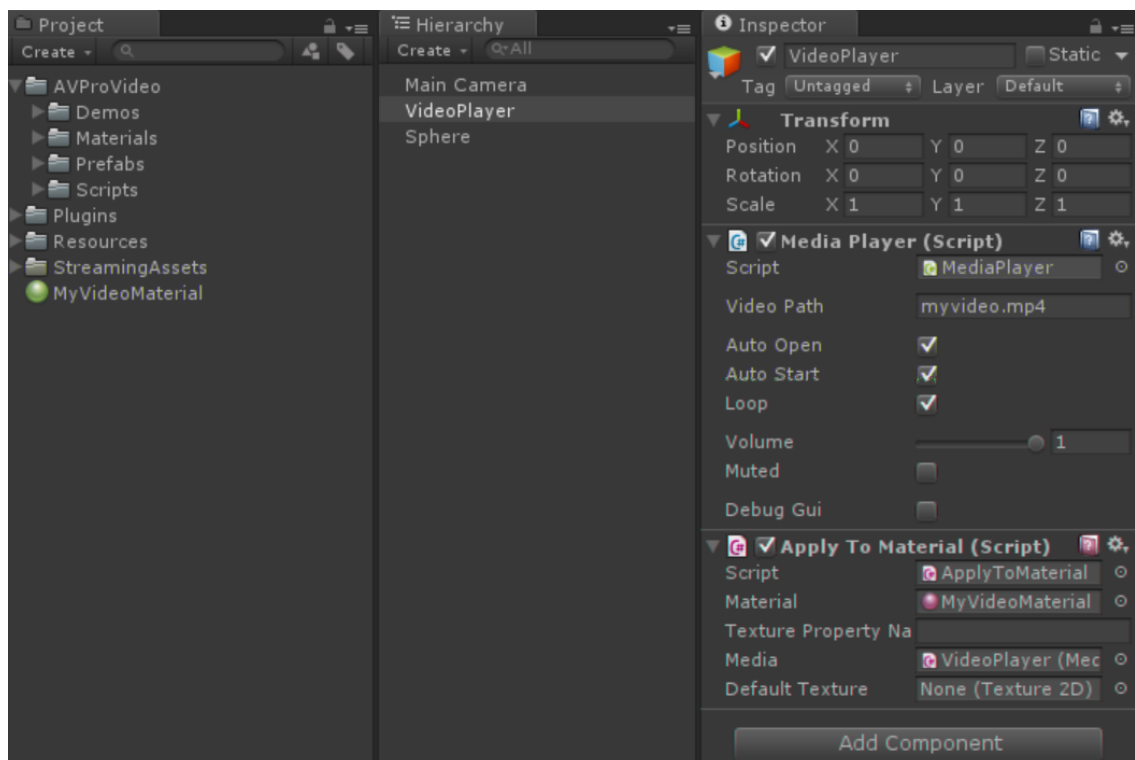 Project
Create
AVProVideo
Demos
Materials
Prefabs
Scripts
Plugins
Resources
StreamingAssets
MyVideoMaterial
Hierarchy
Create All
Main Camera
VideoPlayer
Sphere
Inspector
VideoPlayer Static
Tag Untagged Layer Default
Transform
Position X 0 Y 0 Z 0
Rotation X 0 Y 0 Z 0
Scale X 1 Y 1 Z 1
Media Player (Script)
Script MediaPlayer
Video Path myvideo.mp4
Auto Open
Auto Start
Loop
Volume 1
Muted
Debug Gui
Apply To Material (Script)
Script ApplyToMaterial
Material MyVideoMaterial
Texture Property Na
Media VideoPlayer (Mec
Default Texture None (Texture 2D)
Add Component